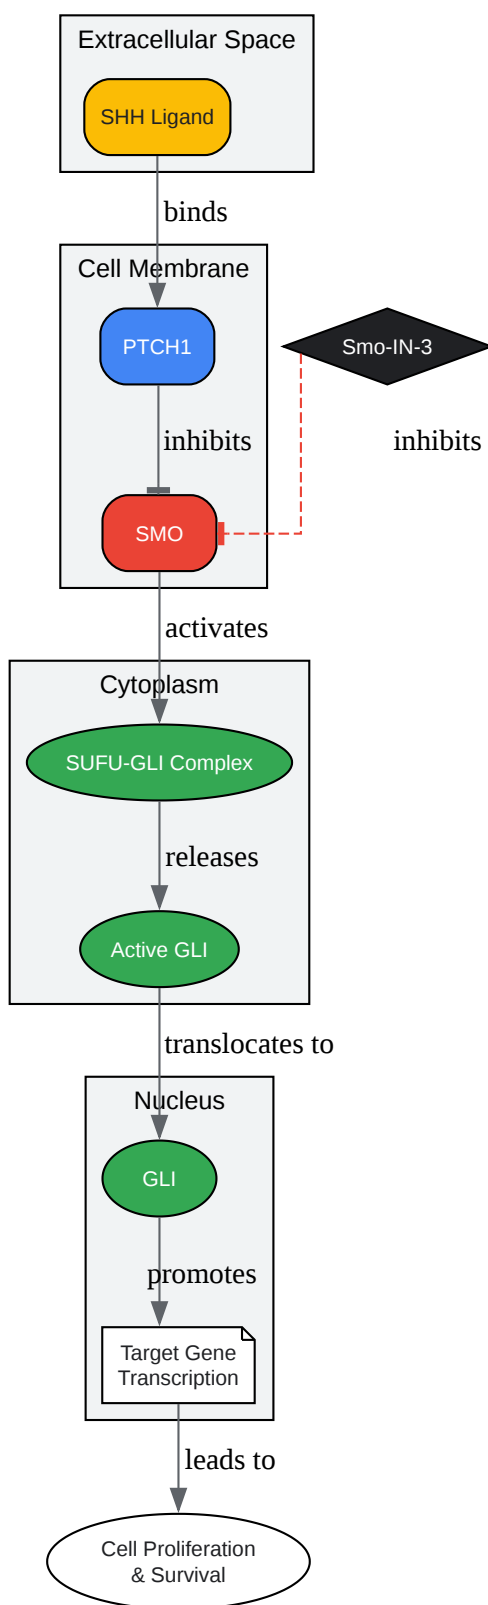 Extracellular Space
SHH Ligand
binds
Cell Membrane
PTCH1
Smo-IN-3
inhibits
inhibits
SMO
activates
Cytoplasm
SUFU-GLI Complex
releases
Active GLI
translocates to
Nucleus
GLI
promotes
Target Gene
Transcription
leads to
Cell Proliferation
& Survival